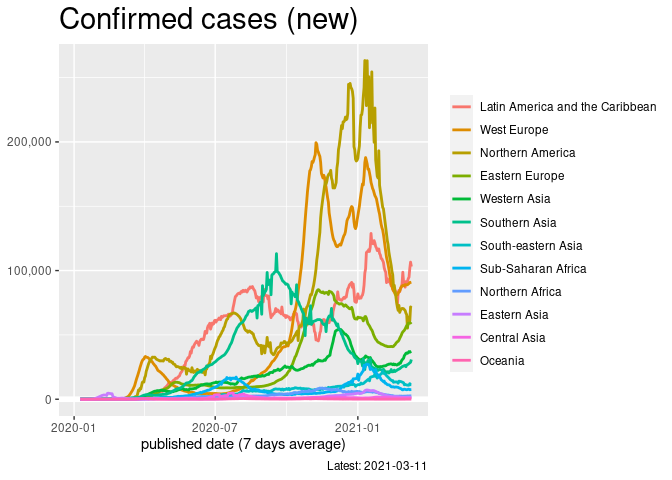 Confirmed cases (new)
200,000
100,000
0
2020-01 2020-07 2021-01
published date (7 days average)
Latest: 2021-03-11
Latin America and the Caribbean
West Europe
Northern America
Eastern Europe
Western Asia
Southern Asia
South-eastern Asia
Sub-Saharan Africa
Northern Africa
Eastern Asia
Central Asia
Oceania